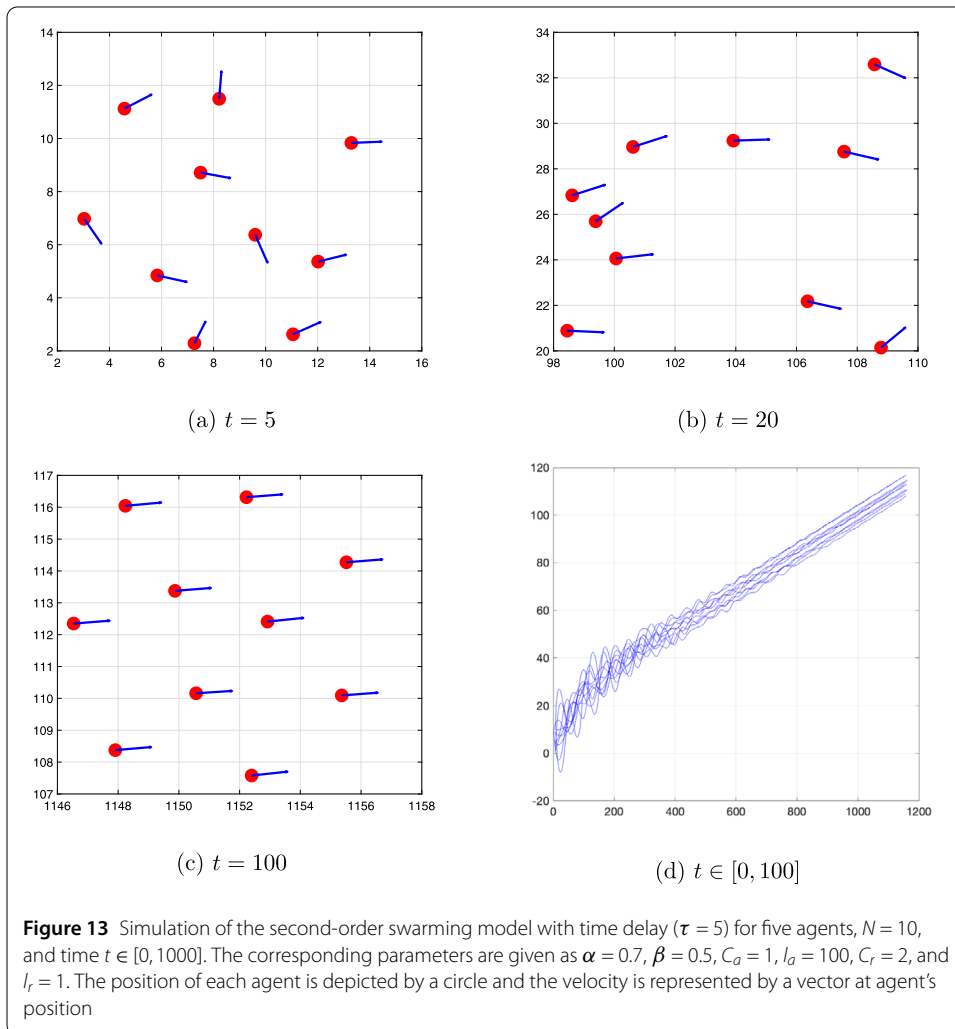 14
12
10
8
6
4
2
2 4 6 8 10 12 14 16
(a) t = 5
34
32
30
28
26
24
22
20
98 100 102 104 106 108 110
(b) t = 20
117
116
115
114
113
112
111
110
109
108
107
1146 1148 1150 1152 1154 1156 1158
(c) t = 100
120
100
80
60
40
20
0
-20
0 200 400 600 800 1000 1200
(d) t ∈ [0, 100]
Figure 13 Simulation of the second-order swarming model with time delay (τ = 5) for five agents, N = 10,
and time t ∈ [0, 1000]. The corresponding parameters are given as α = 0.7, β = 0.5, Cₐ = 1, lₐ = 100, Cᵣ = 2, and
lᵣ = 1. The position of each agent is depicted by a circle and the velocity is represented by a vector at agent's
position